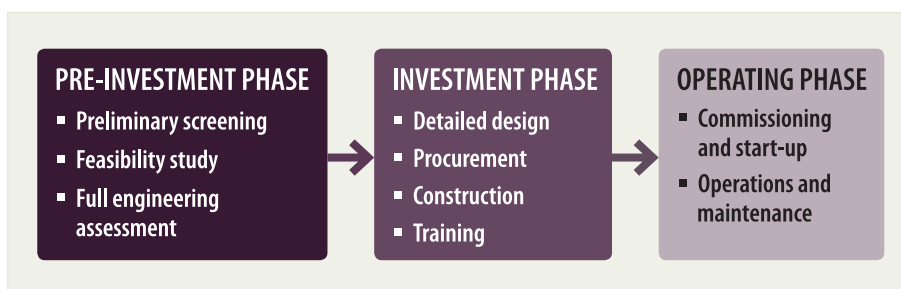 PRE-INVESTMENT PHASE
▪ Preliminary screening
▪ Feasibility study
▪ Full engineering
assessment
INVESTMENT PHASE
▪ Detailed design
▪ Procurement
▪ Construction
▪ Training
OPERATING PHASE
▪ Commissioning
and start-up
▪ Operations and
maintenance